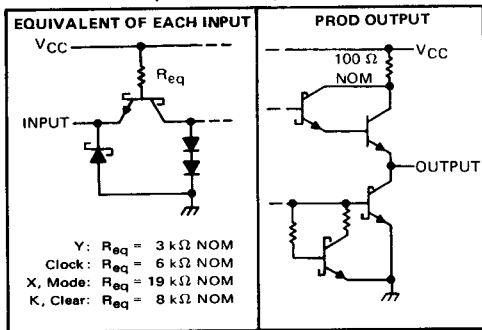 EQUIVALENT OF EACH INPUT
VCC
Req
INPUT
Y: Req = 3 kΩ NOM
Clock: Req = 6 kΩ NOM
X, Mode: Req = 19 kΩ NOM
K, Clear: Req = 8 kΩ NOM
PROD OUTPUT
VCC
100 Ω
NOM
OUTPUT